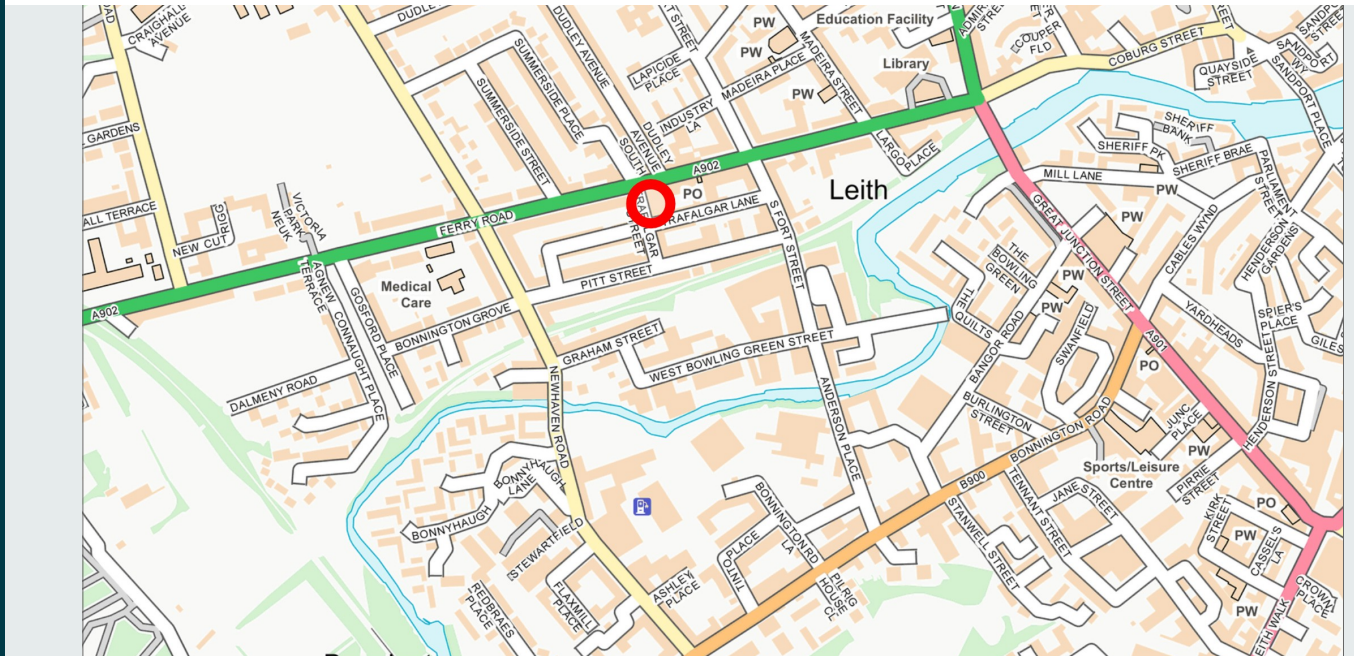 CRAIGHALL
AVENUE
DUDLEY AVENUE
SUMMERSIDE PLACE
SUMMERSIDE STREET
LAPICIDE
PLACE
MADEIRA PLACE
MADEIRA STREET
INDUSTRY
LA
DUDLEY
AVENUE
SOUTH
PW
PW
PW
Education Facility
Library
COUPER
FLD
COBURG STREET
QUAYSIDE
STREET
SANDPORT PLACE
GARDENS
LARGO PLACE
A902
PO
Leith
SHERIFF
BANK
SHERIFF PK
SHERIFF BRAE
PARLIAMENT
STREET
MILL LANE
PW
PW
GREAT JUNCTION STREET
CABLES WYND
HENDERSON
GARDENS
NEW CUT
VICTORIA
PARK
NEUK
FERRY ROAD
TRAFALGAR LANE
S FORT STREET
PITT STREET
AGNEW
TERRACE
GOSFORD PLACE
CONNAUGHT PLACE
Medical
Care
A902
BONNINGTON GROVE
DALMENY ROAD
GRAHAM STREET
WEST BOWLING GREEN STREET
NEWHAVEN ROAD
ANDERSON PLACE
THE
BOWLING
GREEN
THE
QUILTS
PW
PW
BANGOR ROAD
SWANFIELD
A901
PO
YARDHEADS
SPIER'S
PLACE
GILES
HENDERSON STREET
BURLINGTON
STREET
BONNINGTON ROAD
B900
JUNC
PLACE
PW
Sports/Leisure
Centre
PIRRIE
STREET
TENNANT STREET
JANE STREET
STANWELL STREET
KIRK
STREET
PO
PW
CASSELS
LA
CROWN
PLACE
PW
BONNYHAUGH
LANE
BONNYHAUGH
STEWARTFIELD
REDBRAES
PLACE
FLAXMILL
PLACE
ASHLEY
PLACE
TINTO PLACE
BONNINGTON RD
LA
PILRIG
HOUSE
CL